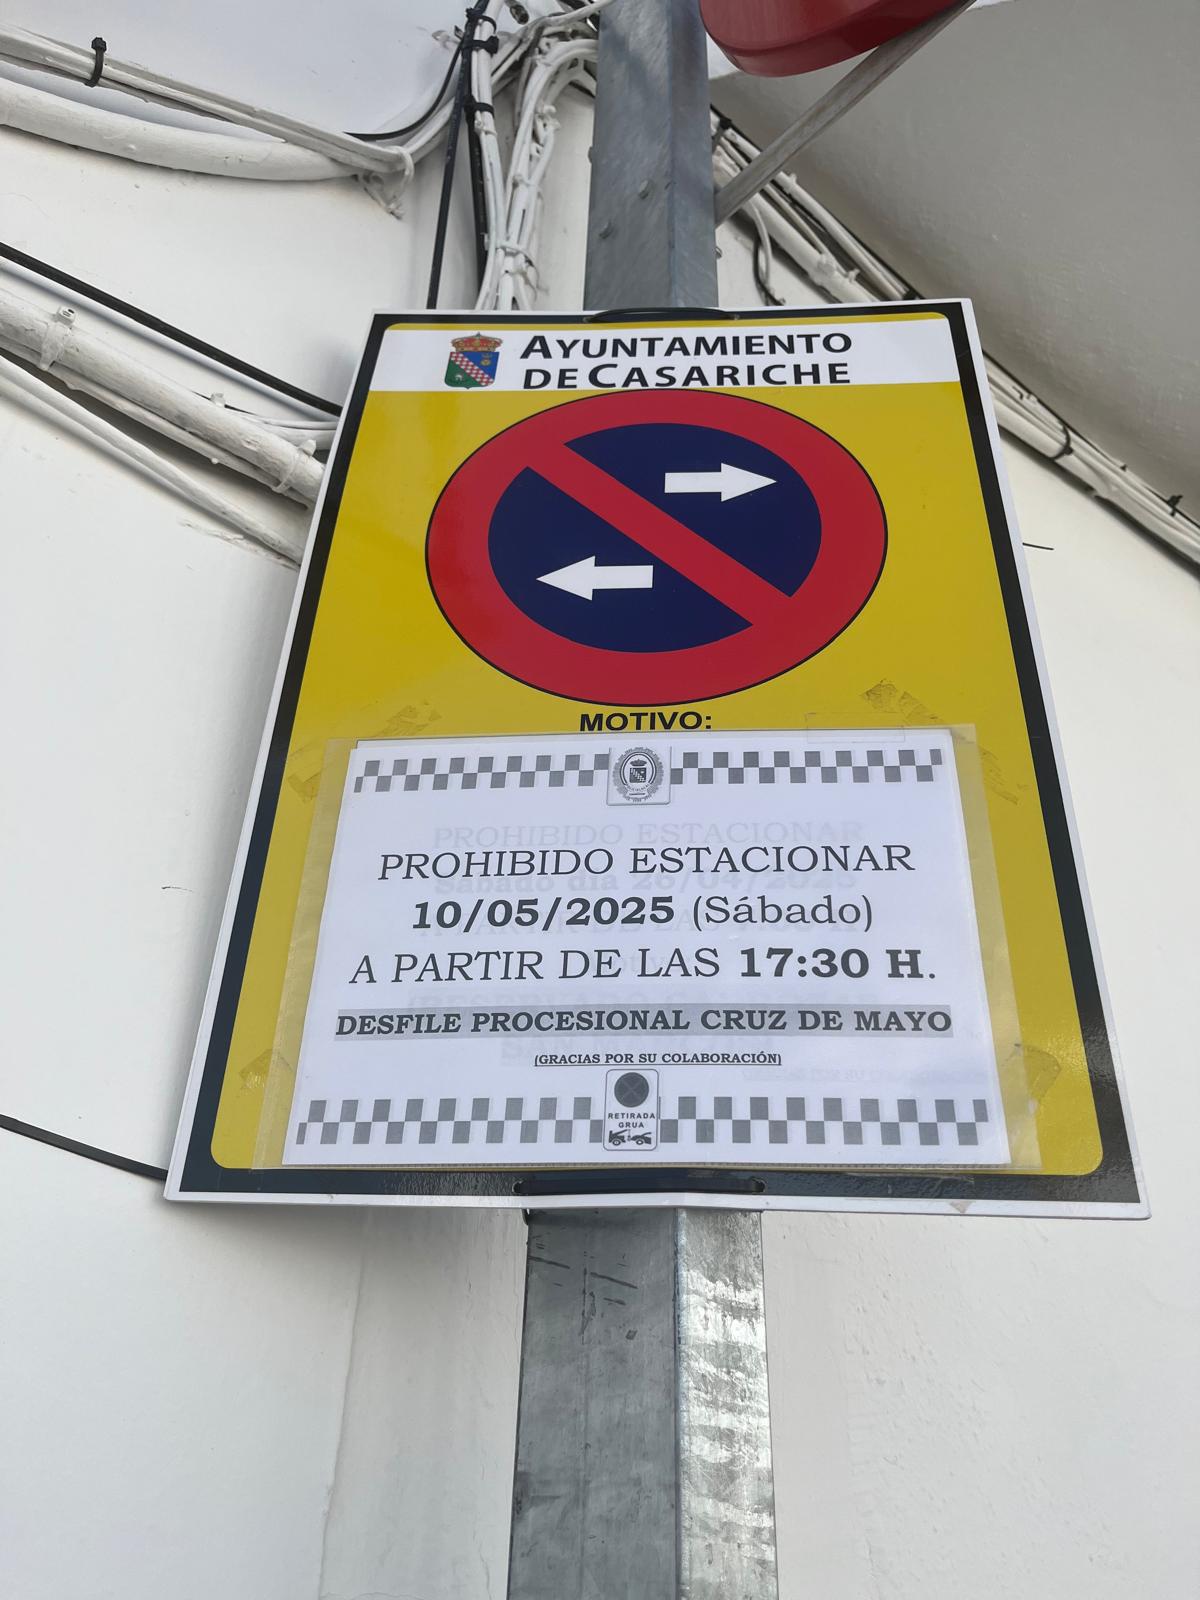 AYUNTAMIENTO
DE CASARICHE
MOTIVO:
PROHIBIDO ESTACIONAR
10/05/2025 (Sábado)
A PARTIR DE LAS 17:30 H.
DESFILE PROCESIONAL CRUZ DE MAYO
(GRACIAS POR SU COLABORACIÓN)
RETIRADA
GRUA